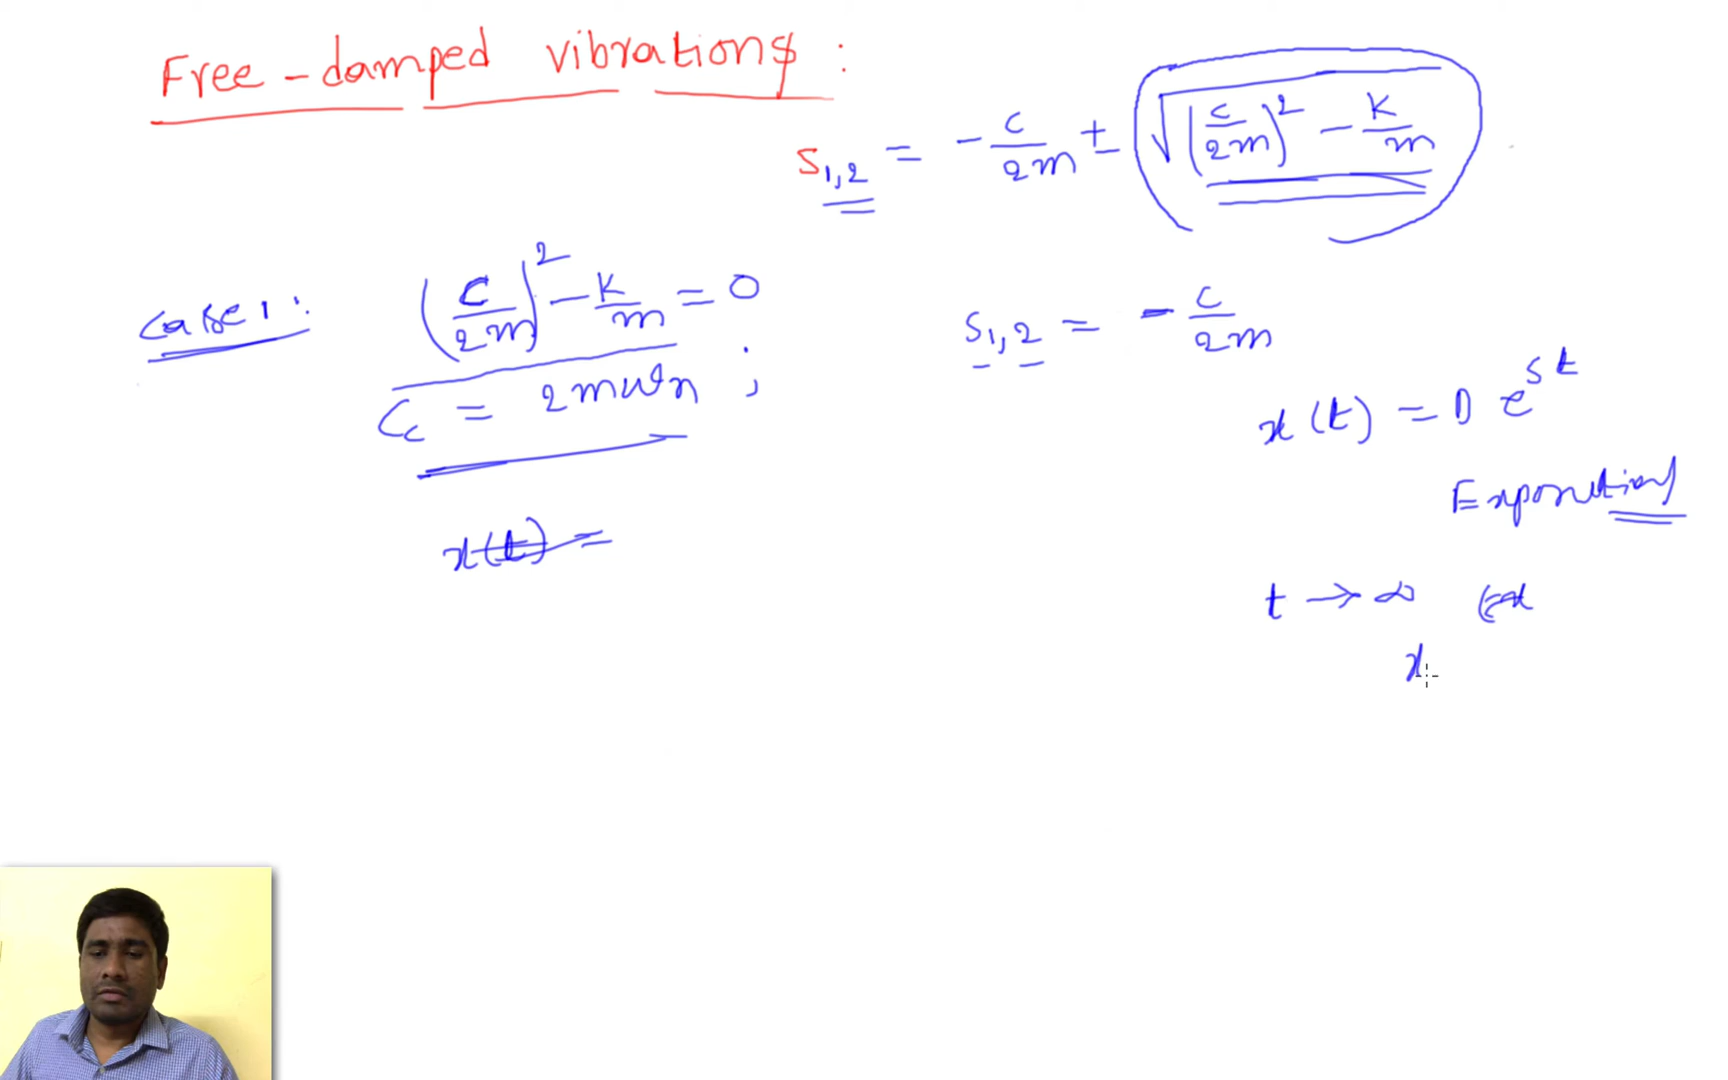 Free-damped vibrations :
S1,2 = - c/2m ± √((c/2m)² - k/m)
Case 1 : (c/2m)² - k/m = 0
S1,2 = - c/2m
Cc = 2mωn ;
x(t) = D e^st
Exponential
x(t) =
t → ∞
x